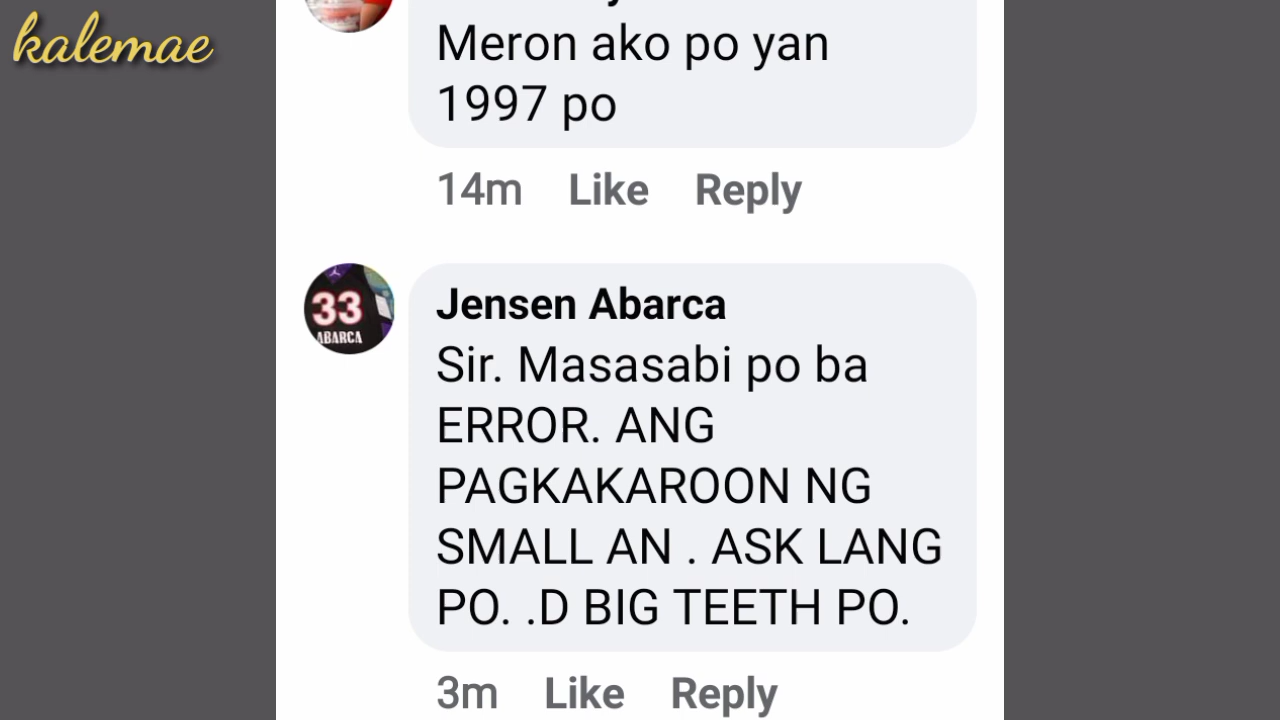 kalemae
Meron ako po yan
1997 po
14m Like Reply
33
ABARCA
Jensen Abarca
Sir. Masasabi po ba
ERROR. ANG
PAGKAKAROON NG
SMALL AN . ASK LANG
PO. .D BIG TEETH PO.
3m Like Reply